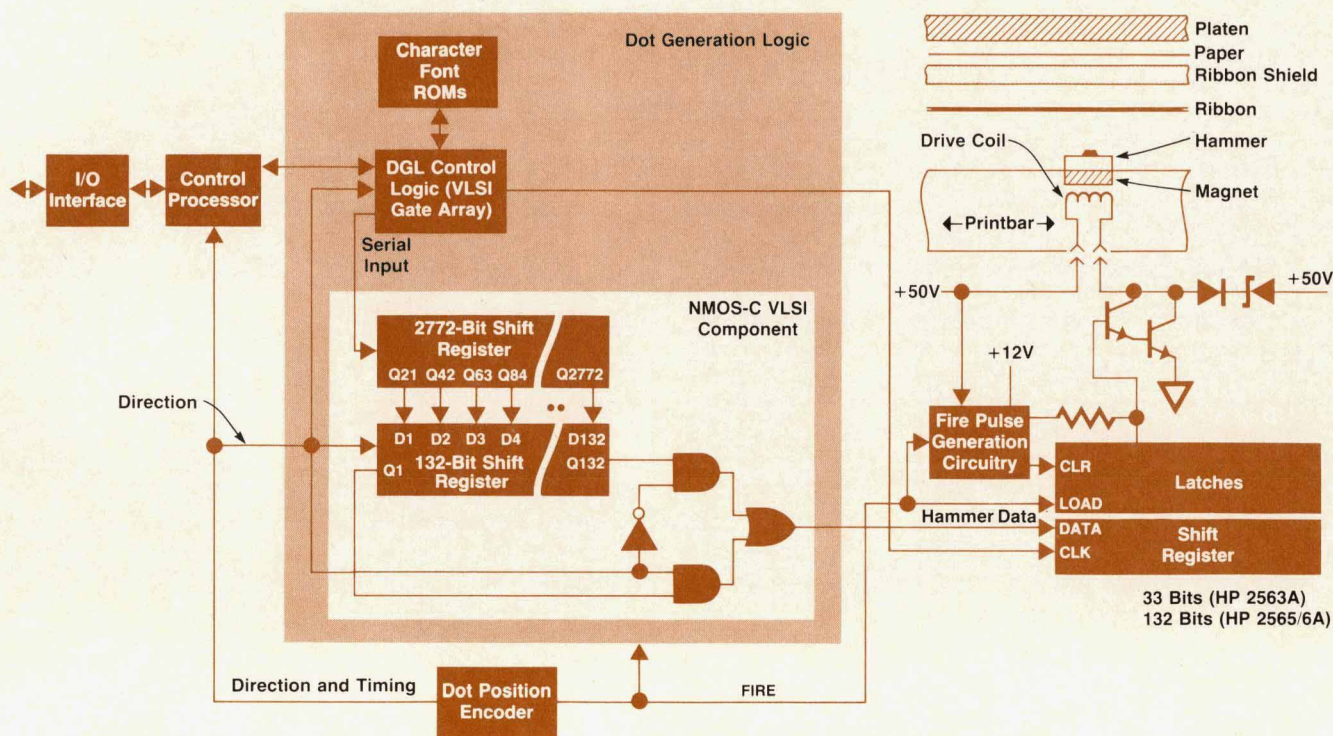 Dot Generation Logic
Character
Font
ROMs
I/O
Interface
Control
Processor
DGL Control
Logic (VLSI
Gate Array)
Serial
Input
NMOS-C VLSI
Component
2772-Bit Shift
Register
Q21 Q42 Q63 Q84 Q2772
Direction
D1 D2 D3 D4 D132
Q1 132-Bit Shift Q132
Register
Direction and Timing
Dot Position
Encoder
FIRE
Platen
Paper
Ribbon Shield
Ribbon
Drive Coil
Hammer
Magnet
Printbar
+50V
+50V
+12V
Fire Pulse
Generation
Circuitry
CLR
Latches
LOAD
Hammer Data
DATA
Shift
Register
CLK
33 Bits (HP 2563A)
132 Bits (HP 2565/6A)